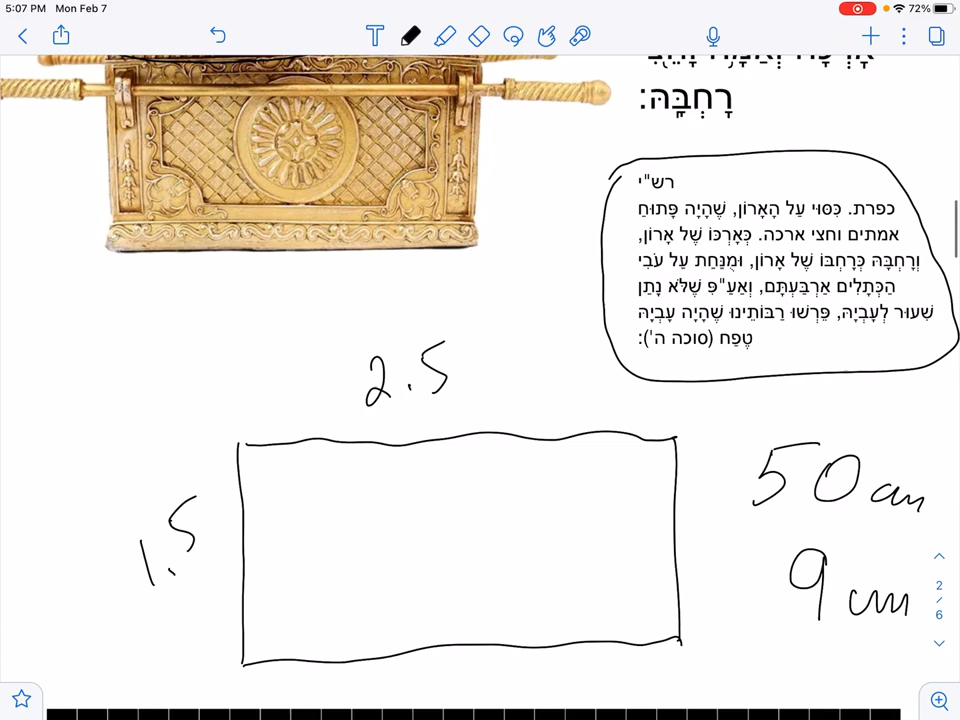 5:07 PM Mon Feb 7
72%
T
רָחְבָּֽהּ׃
רש"י
כפרת. כִּסּוּי עַל הָאָרוֹן, שֶׁהָיָה פָּתוּחַ
אמתים וחצי ארכה. כְּאָרְכּוֹ שֶׁל אָרוֹן,
וְרָחְבָּהּ כְּרָחְבּוֹ שֶׁל אָרוֹן, וּמֻנַּחַת עַל עֹבִי
הַכְּתָלִים אַרְבַּעְתָּם, וְאַעַ"פִּ שֶׁלֹּא נָתַן
שִׁעוּר לְעָבְיָהּ, פֵּרְשׁוּ רַבּוֹתֵינוּ שֶׁהָיָה עָבְיָהּ
טֶפַח (סוכה ה'):
2.5
1.5
50 cm
9 cm
2
6